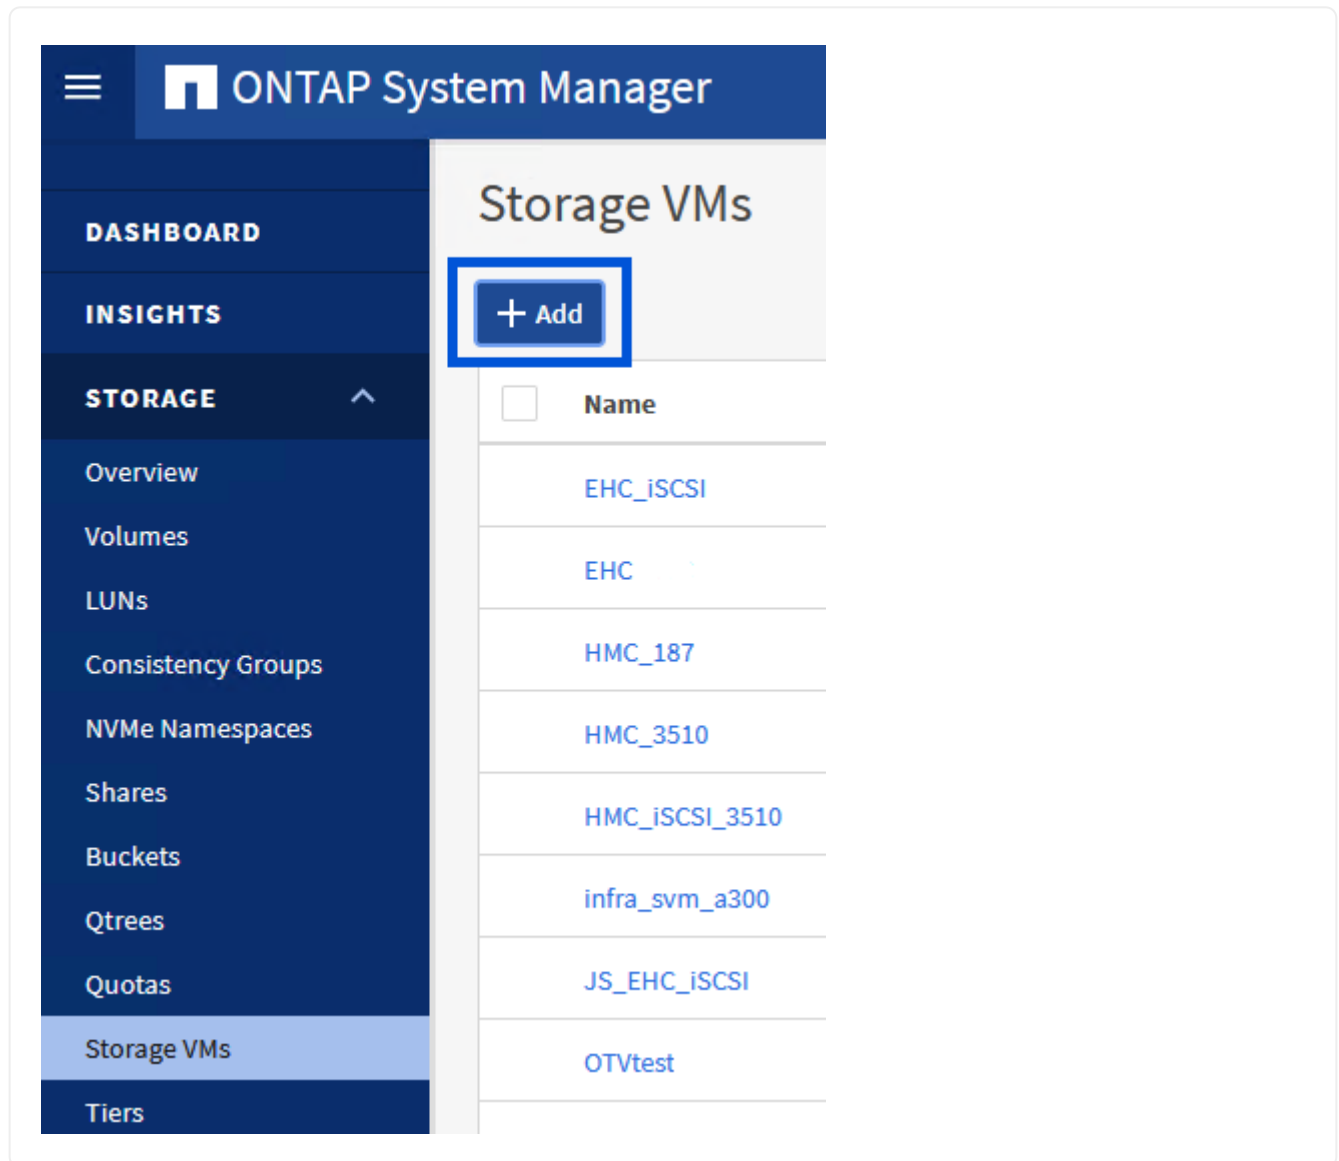 ONTAP System Manager
DASHBOARD
INSIGHTS
STORAGE
Overview
Volumes
LUNs
Consistency Groups
NVMe Namespaces
Shares
Buckets
Qtrees
Quotas
Storage VMs
Tiers
Storage VMs
+ Add
Name
EHC_iSCSI
EHC
HMC_187
HMC_3510
HMC_iSCSI_3510
infra_svm_a300
JS_EHC_iSCSI
OTVtest